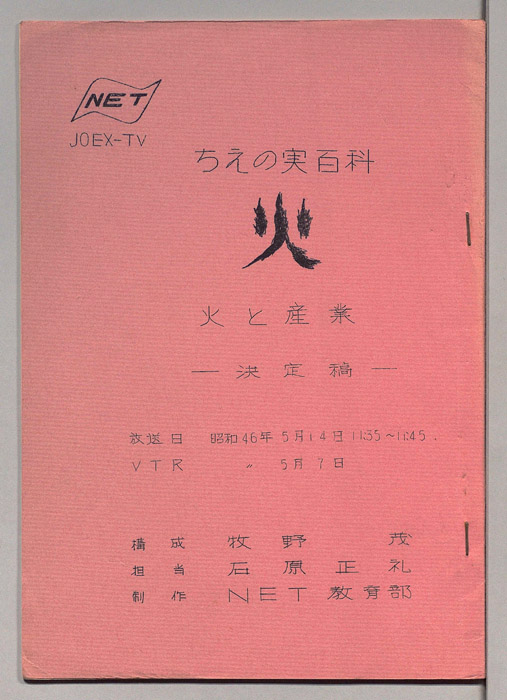 NET
JOEX-TV
ちえの実百科
火
火と産業
―決定稿―
放送日 昭和46年5月14日11:35~11:45.
VTR 〃 5月7日
構成 牧野 茂
担当 石原正礼
制作 NET教育部